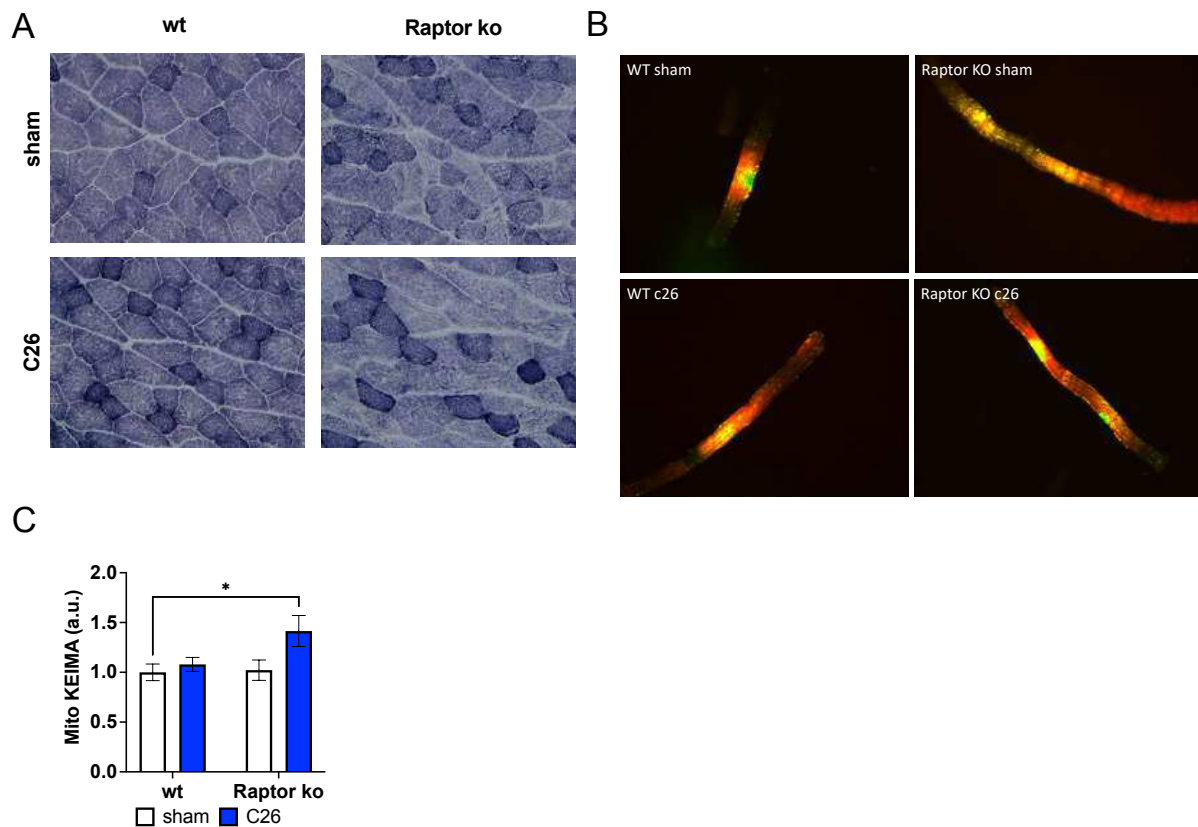 A
wt
Raptor ko
sham
C26
B
WT sham
Raptor KO sham
WT c26
Raptor KO c26
C
2.0
1.5
1.0
0.5
0.0
Mito KEIMA (a.u.)
*
wt
Raptor ko
sham
C26